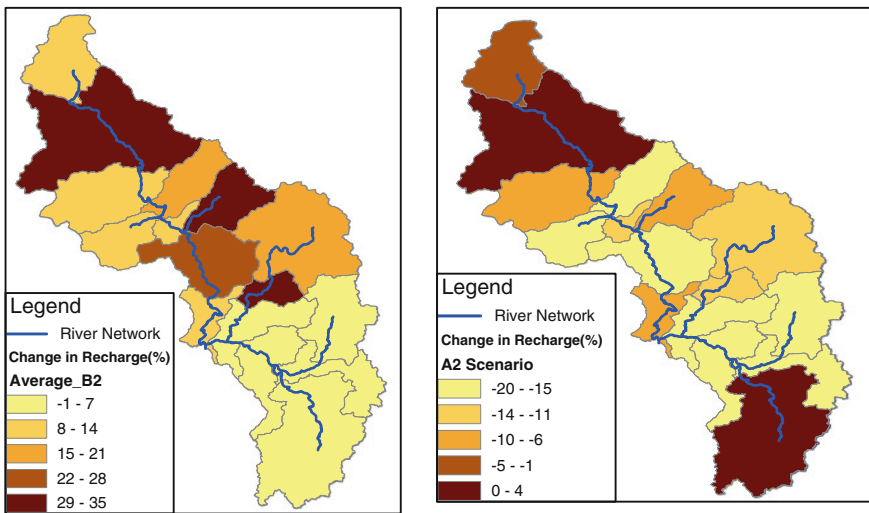 Legend
River Network
Change in Recharge(%)
Average_B2
-1 - 7
8 - 14
15 - 21
22 - 28
29 - 35
Legend
River Network
Change in Recharge(%)
A2 Scenario
-20 - -15
-14 - -11
-10 - -6
-5 - -1
0 - 4